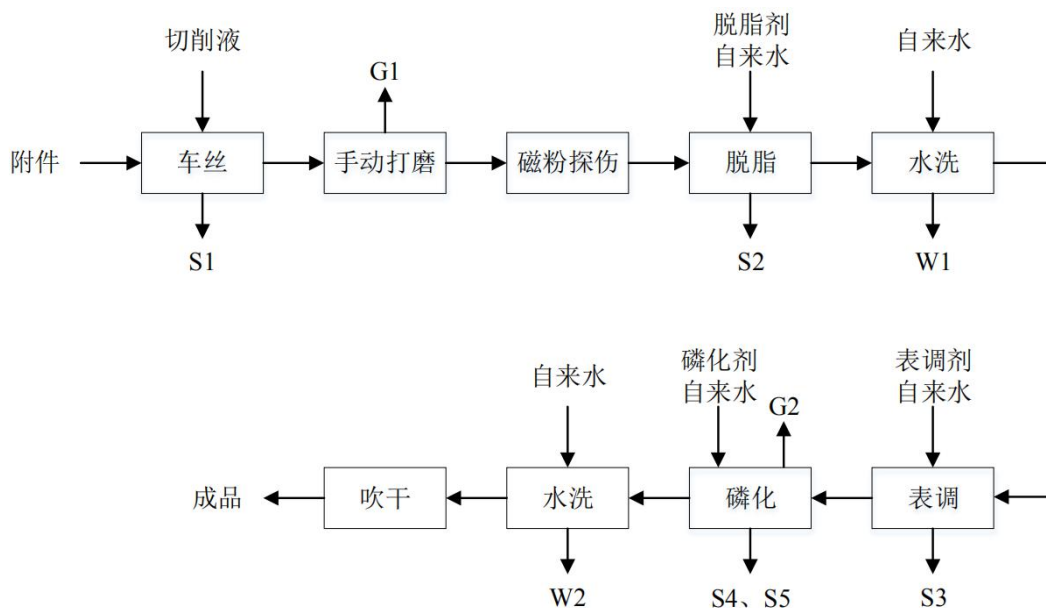 切削液
脱脂剂
自来水
自来水
G1
附件
车丝
手动打磨
磁粉探伤
脱脂
水洗
S1
S2
W1
自来水
磷化剂
自来水
G2
表调剂
自来水
成品
吹干
水洗
磷化
表调
W2
S4、S5
S3